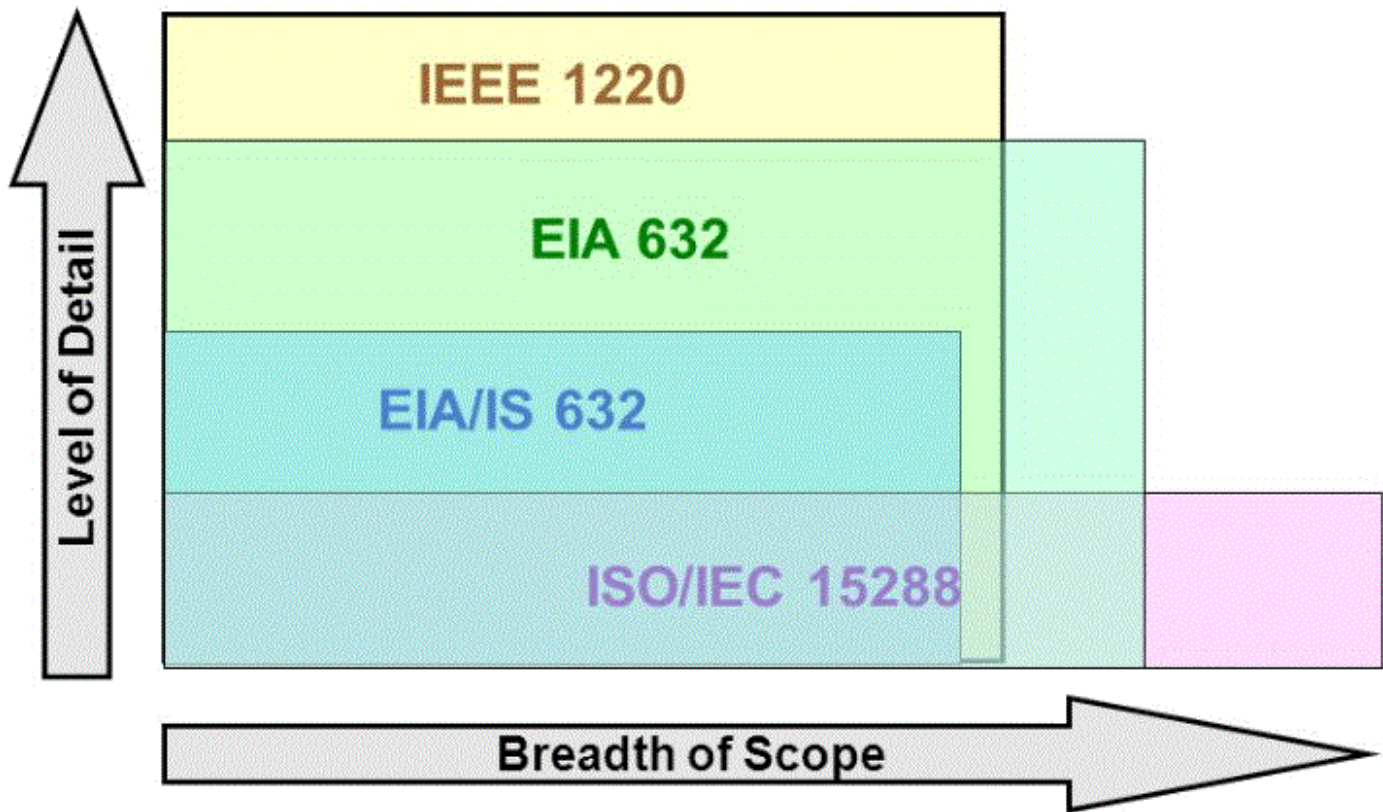 IEEE 1220
EIA 632
EIA/IS 632
ISO/IEC 15288
Level of Detail
Breadth of Scope